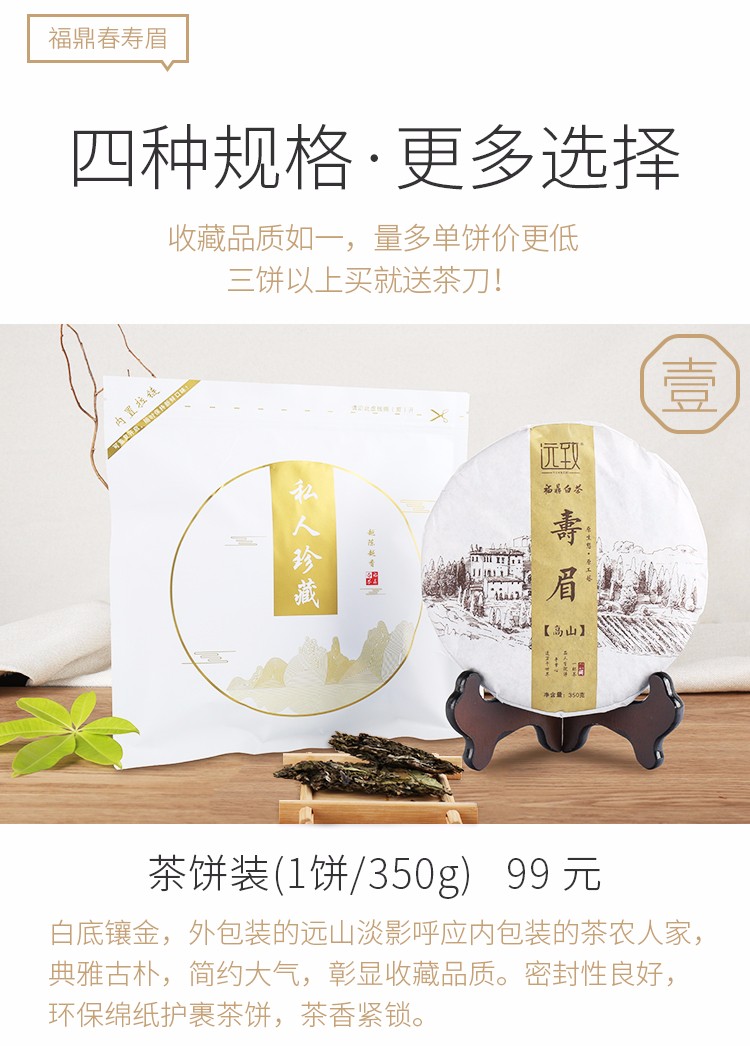 福鼎春寿眉
四种规格·更多选择
收藏品质如一，量多单饼价更低
三饼以上买就送茶刀！
壹
内置拉链
私人珍藏
越陈越香
远致
福鼎白茶
壽眉
【高山】
净含量：350克
茶饼装(1饼/350g) 99 元
白底镶金，外包装的远山淡影呼应内包装的茶农人家，
典雅古朴，简约大气，彰显收藏品质。密封性良好，
环保绵纸护裹茶饼，茶香紧锁。